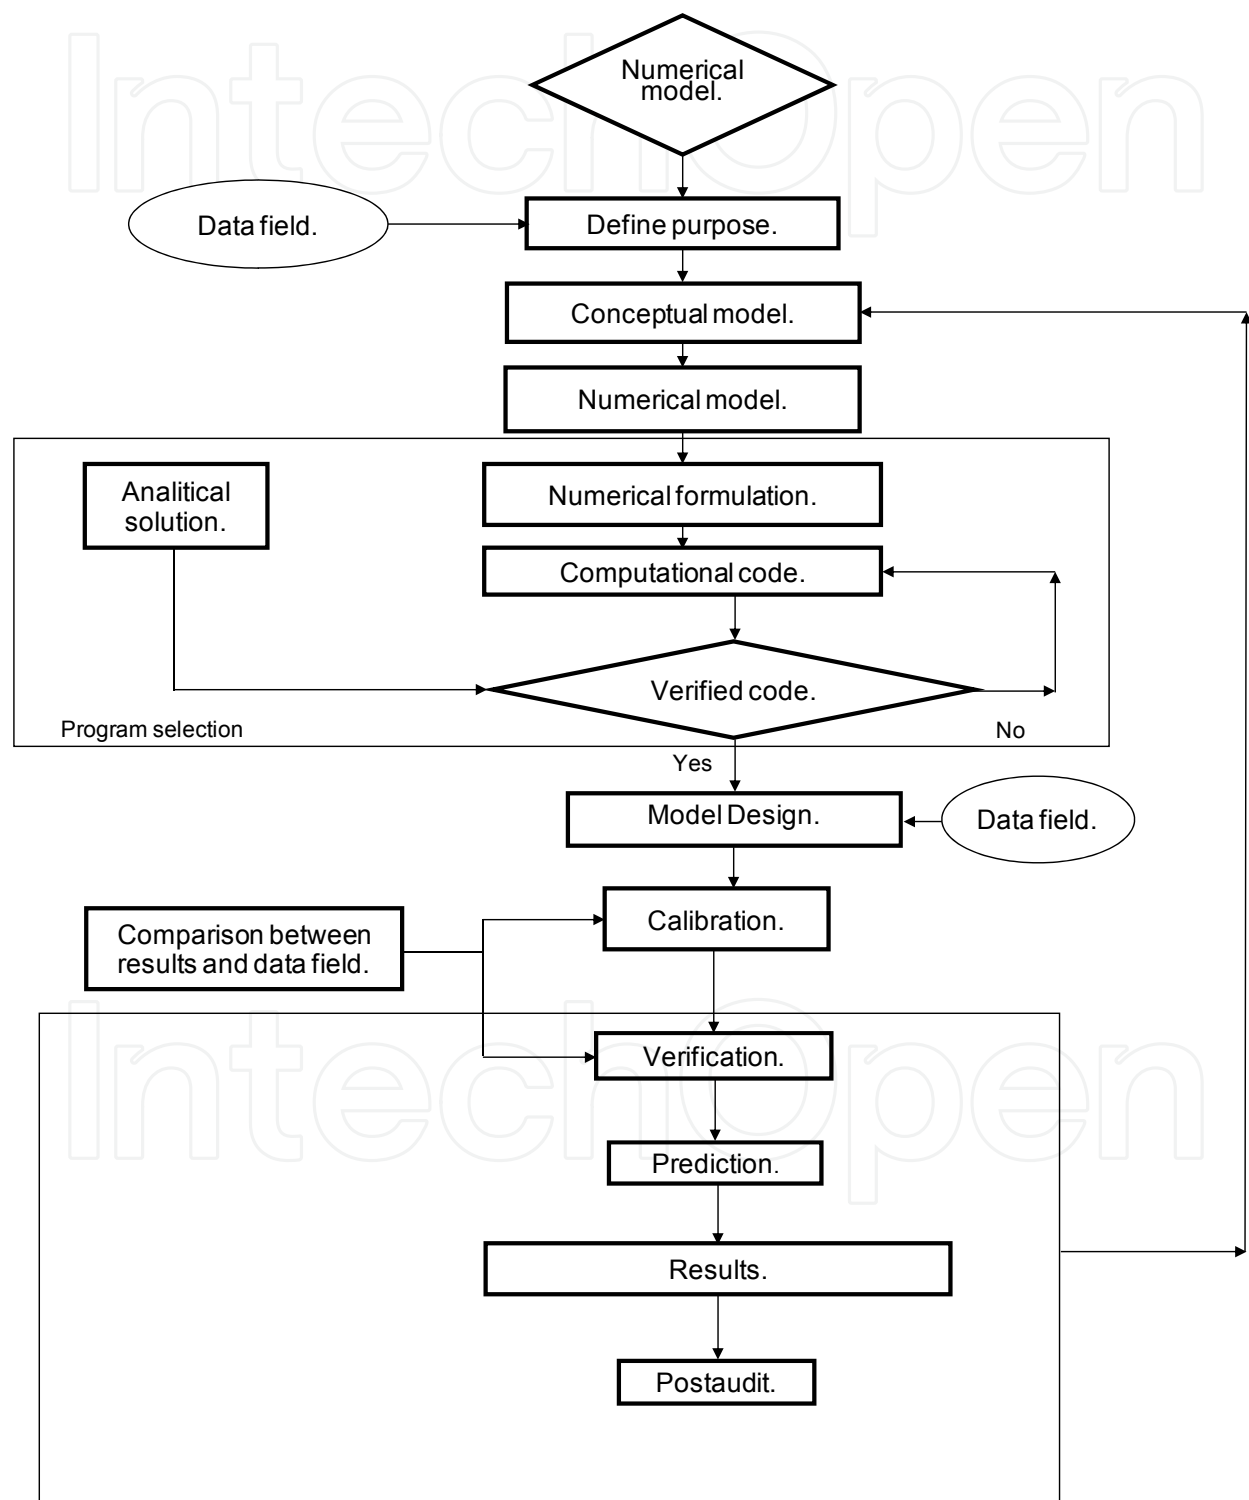 IntechOpen
Numerical
model.
Data field.
Define purpose.
Conceptual model.
Numerical model.
Analitical
solution.
Numerical formulation.
Computational code.
Verified code.
Program selection
No
Yes
Model Design.
Data field.
Calibration.
Comparison between
results and data field.
IntechOpen
Verification.
Prediction.
Results.
Postaudit.